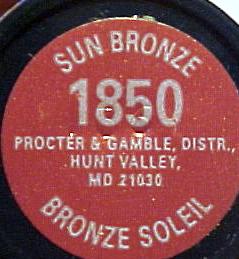 SUN BRONZE
1850
PROCTER & GAMBLE, DISTR.,
HUNT VALLEY,
MD 21030
BRONZE SOLEIL